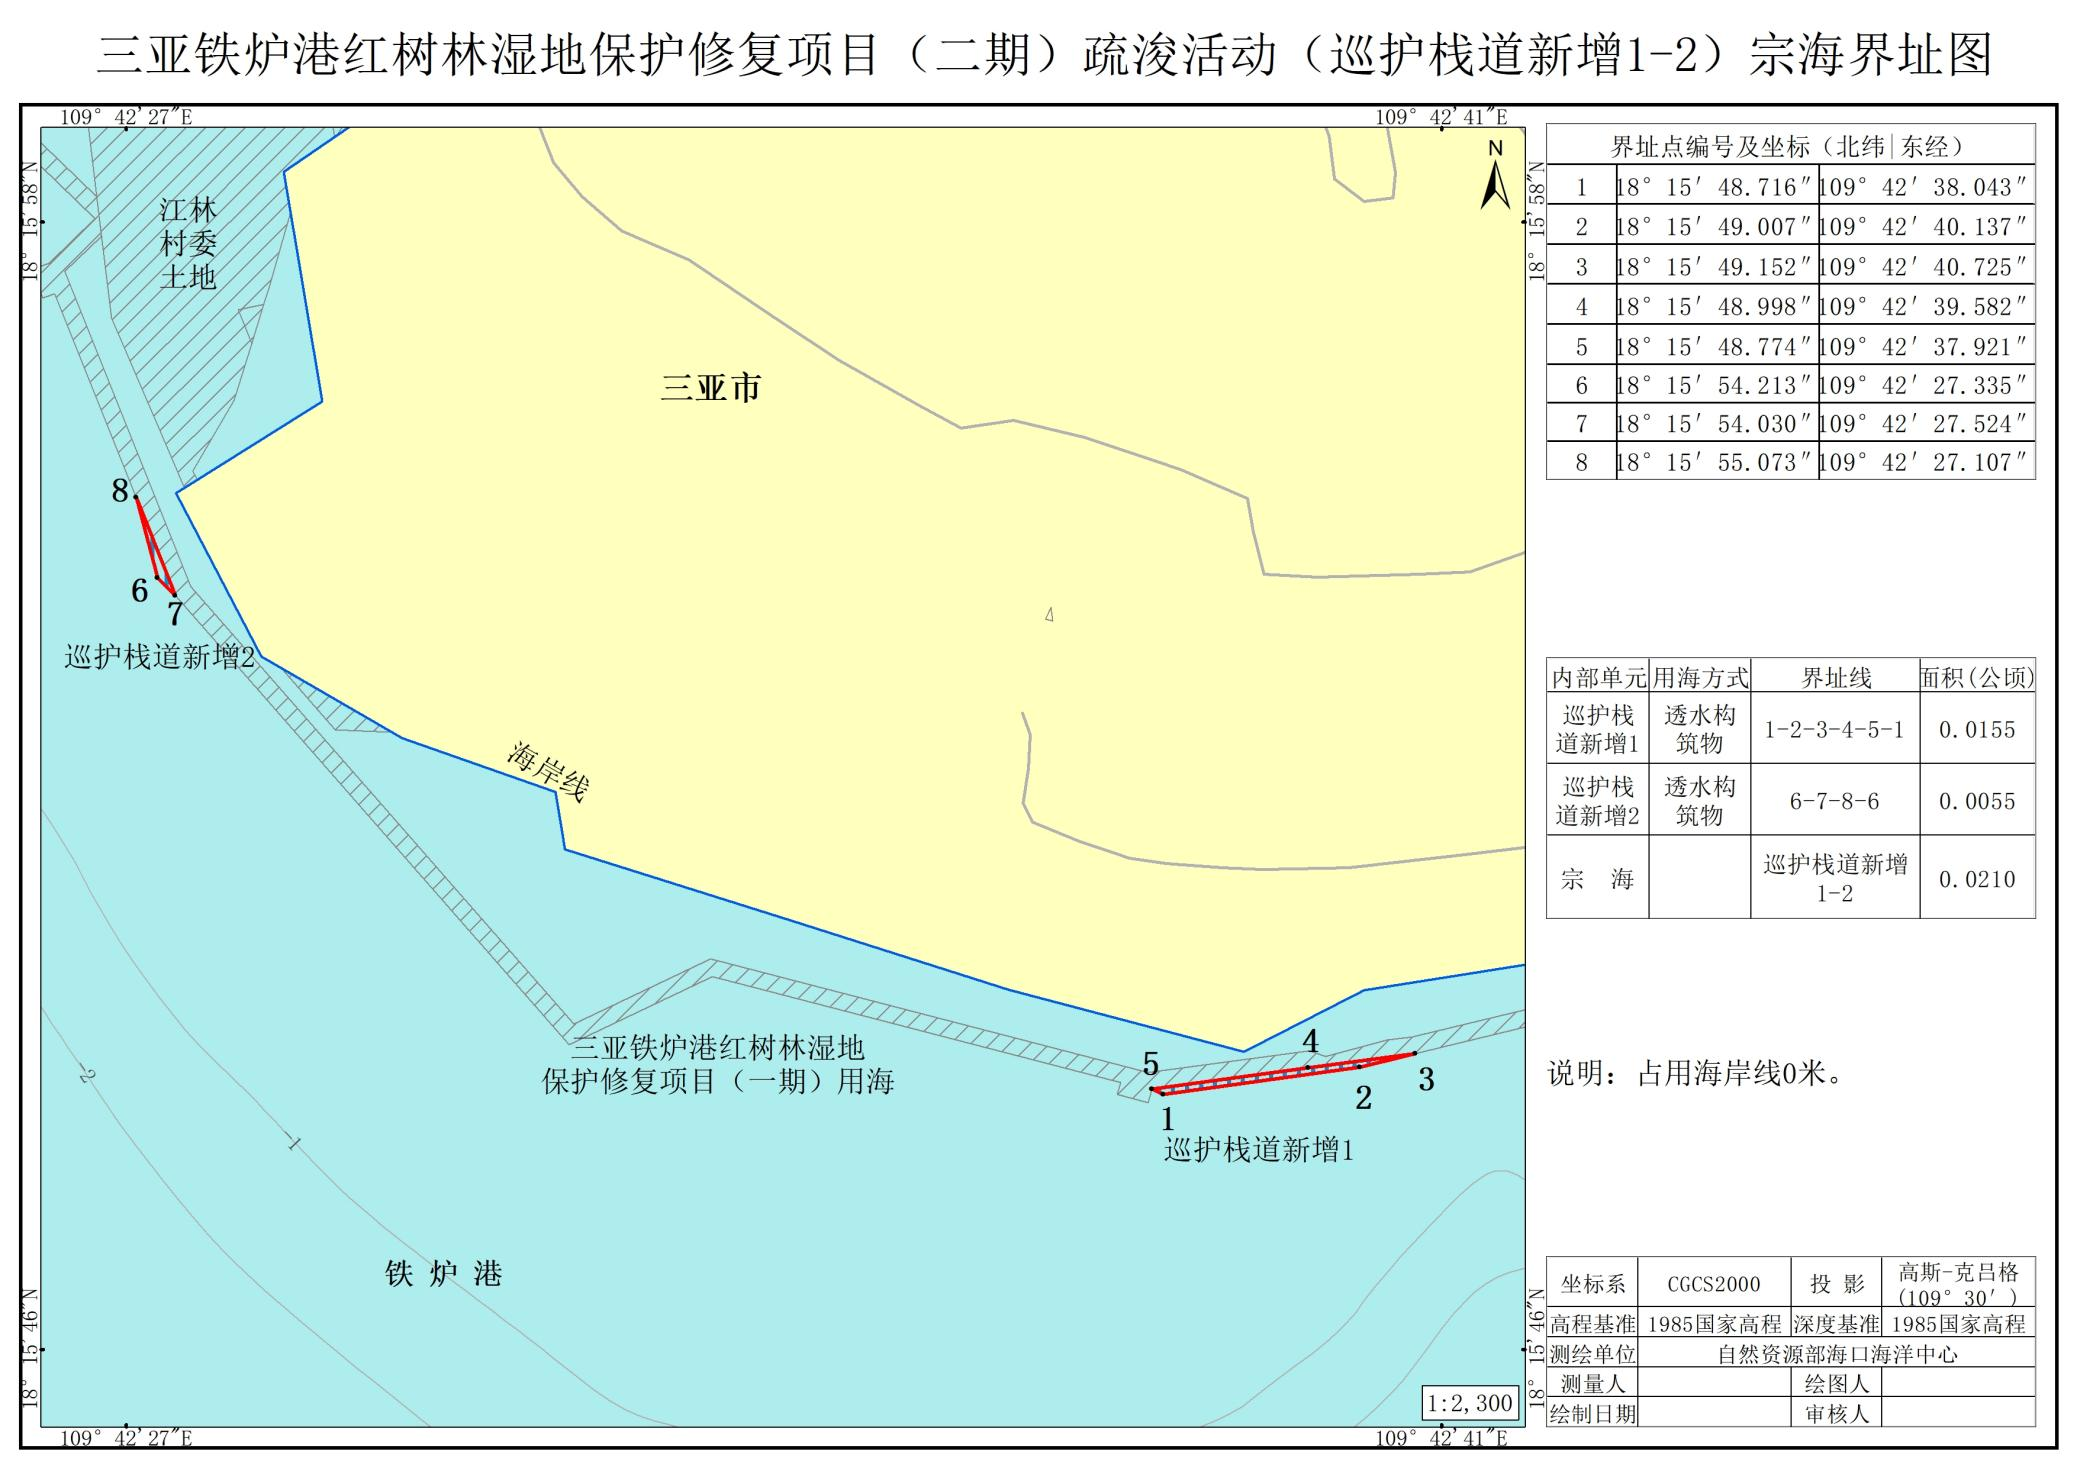 三亚铁炉港红树林湿地保护修复项目（二期）疏浚活动（巡护栈道新增1-2）宗海界址图
109° 42′27″E
109° 42′41″E
18° 15′58″N
18° 15′58″N
N
江林
村委
土地
三亚市
8
6
7
巡护栈道新增2
海岸线
三亚铁炉港红树林湿地
保护修复项目（一期）用海
5
4
3
2
1
巡护栈道新增1
-2
-1
铁 炉 港
18° 15′46″N
18° 15′46″N
1:2,300
109° 42′27″E
109° 42′41″E
界址点编号及坐标（北纬|东经）
1 18° 15′ 48.716″ 109° 42′ 38.043″
2 18° 15′ 49.007″ 109° 42′ 40.137″
3 18° 15′ 49.152″ 109° 42′ 40.725″
4 18° 15′ 48.998″ 109° 42′ 39.582″
5 18° 15′ 48.774″ 109° 42′ 37.921″
6 18° 15′ 54.213″ 109° 42′ 27.335″
7 18° 15′ 54.030″ 109° 42′ 27.524″
8 18° 15′ 55.073″ 109° 42′ 27.107″
内部单元 用海方式 界址线 面积(公顷)
巡护栈道新增1 透水构筑物 1-2-3-4-5-1 0.0155
巡护栈道新增2 透水构筑物 6-7-8-6 0.0055
宗 海 巡护栈道新增1-2 0.0210
说明：占用海岸线0米。
坐标系 CGCS2000 投 影 高斯-克吕格(109° 30′)
高程基准 1985国家高程 深度基准 1985国家高程
测绘单位 自然资源部海口海洋中心
测量人 绘图人
绘制日期 审核人